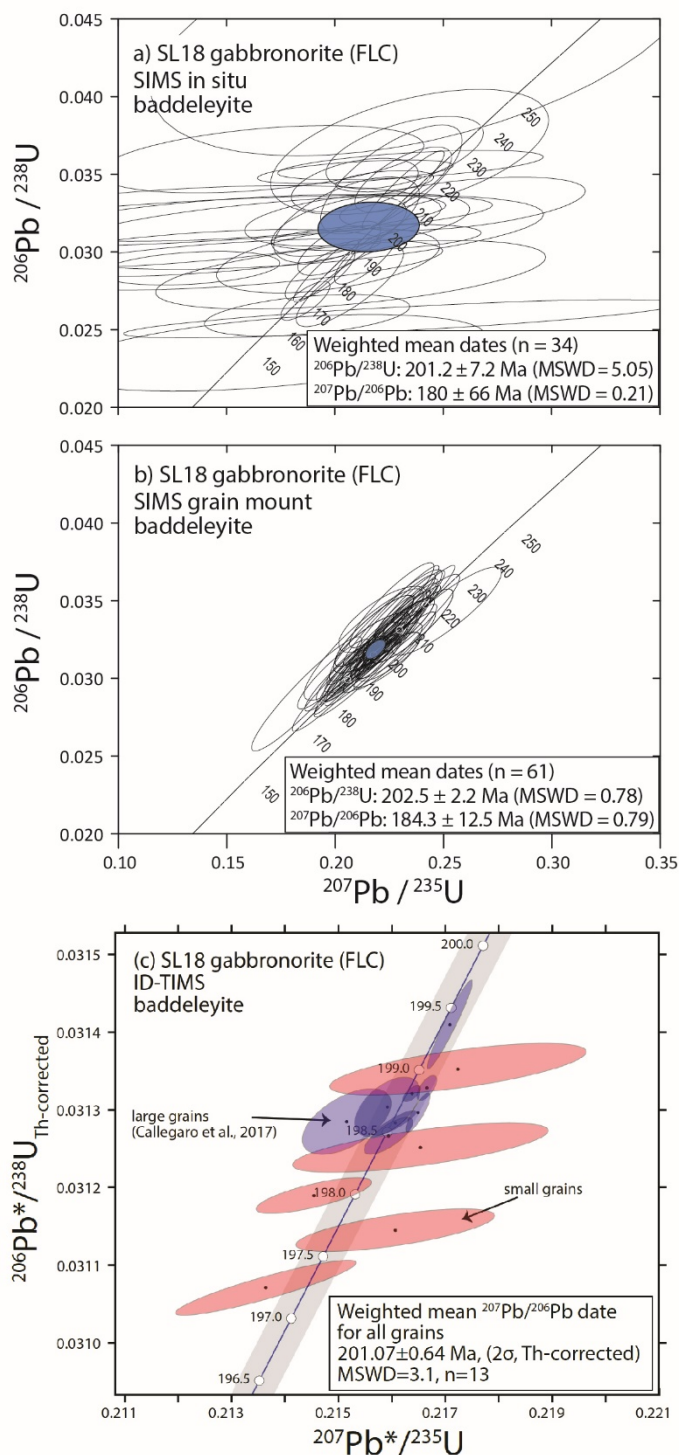 0.045
a) SL18 gabbronorite (FLC)
SIMS in situ
baddeleyite
0.040
250
240
230
0.035
220
²⁰⁶Pb / ²³⁸U
210
0.030
200
190
180
170
0.025
160
150
Weighted mean dates (n = 34)
²⁰⁶Pb/²³⁸U: 201.2 ±7.2 Ma (MSWD = 5.05)
²⁰⁷Pb/²⁰⁶Pb: 180 ± 66 Ma (MSWD = 0.21)
0.020
0.045
b) SL18 gabbronorite (FLC)
SIMS grain mount
baddeleyite
0.040
250
240
230
0.035
220
²⁰⁶Pb / ²³⁸U
210
200
0.030
190
180
170
0.025
150
Weighted mean dates (n = 61)
²⁰⁶Pb/²³⁸U: 202.5 ± 2.2 Ma (MSWD = 0.78)
²⁰⁷Pb/²⁰⁶Pb: 184.3 ± 12.5 Ma (MSWD = 0.79)
0.020
0.10 0.15 0.20 0.25 0.30 0.35
²⁰⁷Pb / ²³⁵U
0.0315
(c) SL18 gabbronorite (FLC)
ID-TIMS
baddeleyite
200.0
199.5
0.0314
199.0
large grains
(Callegaro et al., 2017)
0.0313
198.5
²⁰⁶Pb*/²³⁸U Th-corrected
0.0312
198.0
small grains
197.5
0.0311
197.0
0.0310
196.5
Weighted mean ²⁰⁷Pb/²⁰⁶Pb date
for all grains
201.07±0.64 Ma, (2σ, Th-corrected)
MSWD=3.1, n=13
0.211 0.213 0.215 0.217 0.219 0.221
²⁰⁷Pb*/²³⁵U